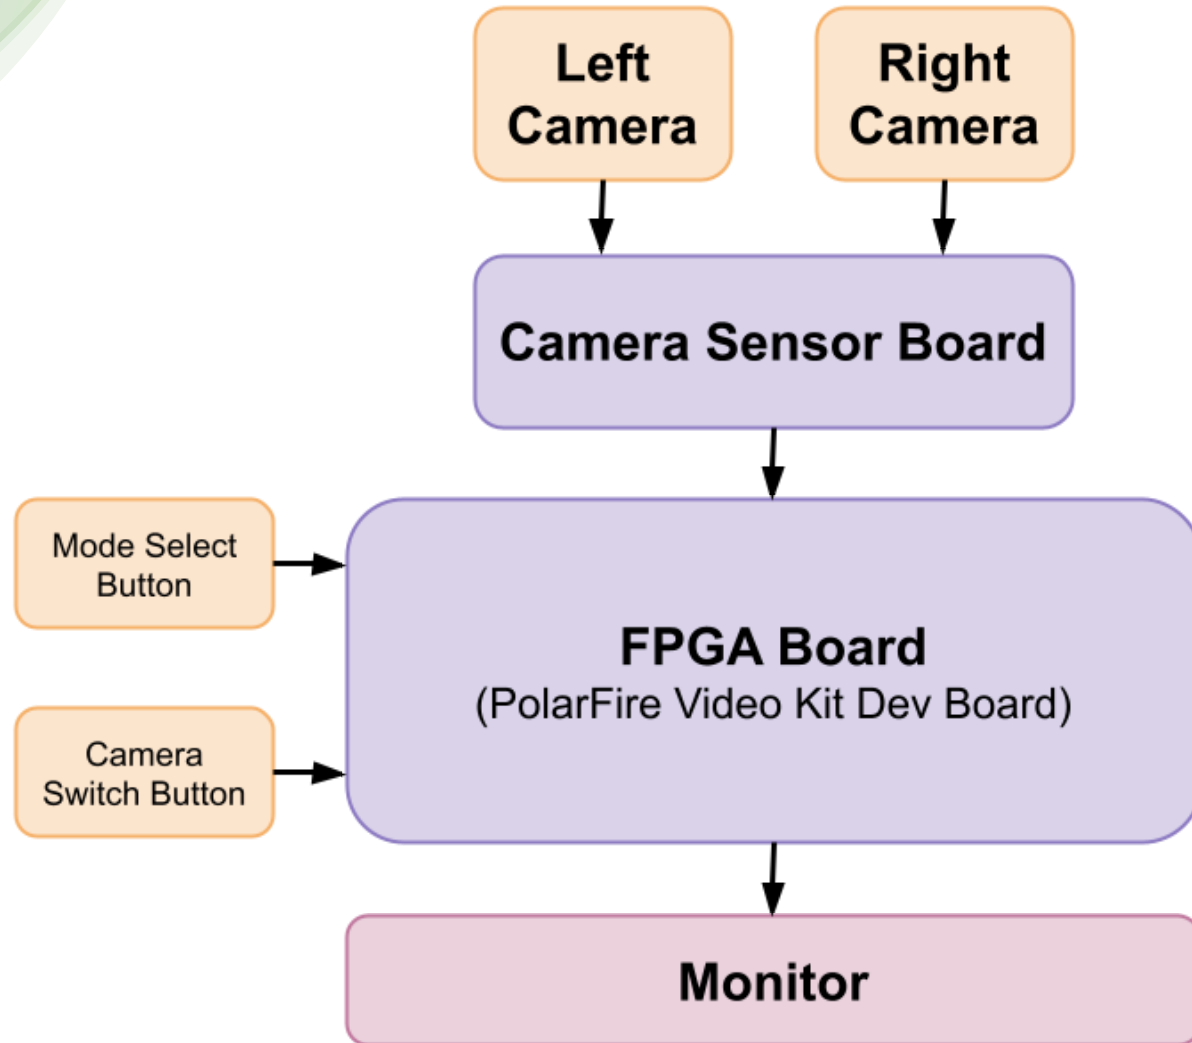 Left
Camera
Right
Camera
Camera Sensor Board
Mode Select
Button
FPGA Board
(PolarFire Video Kit Dev Board)
Camera
Switch Button
Monitor